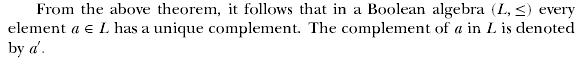 From the above theorem, it follows that in a Boolean algebra (L, ≤) every
element a ∈ L has a unique complement. The complement of a in L is denoted
by a′.